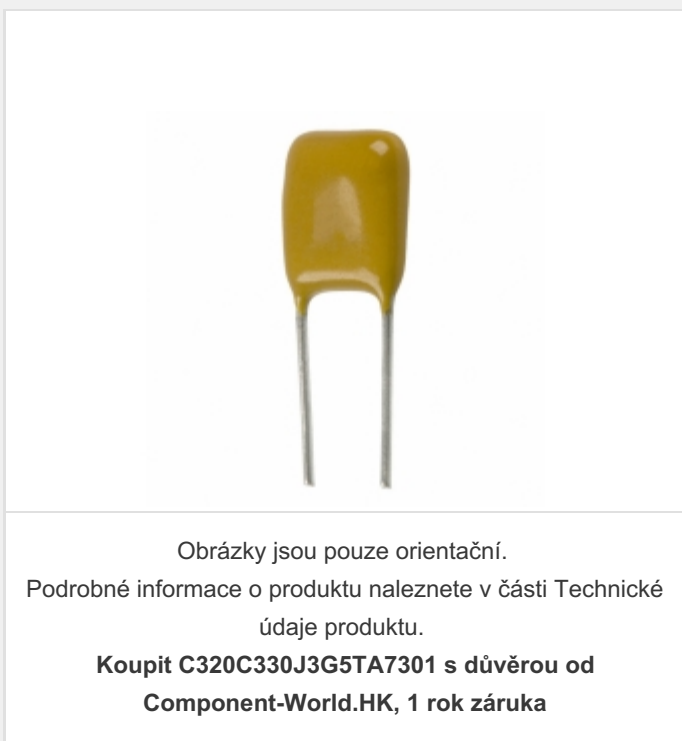 Obrázky jsou pouze orientační.
Podrobné informace o produktu naleznete v části Technické
údaje produktu.
Koupit C320C330J3G5TA7301 s důvěrou od
Component-World.HK, 1 rok záruka